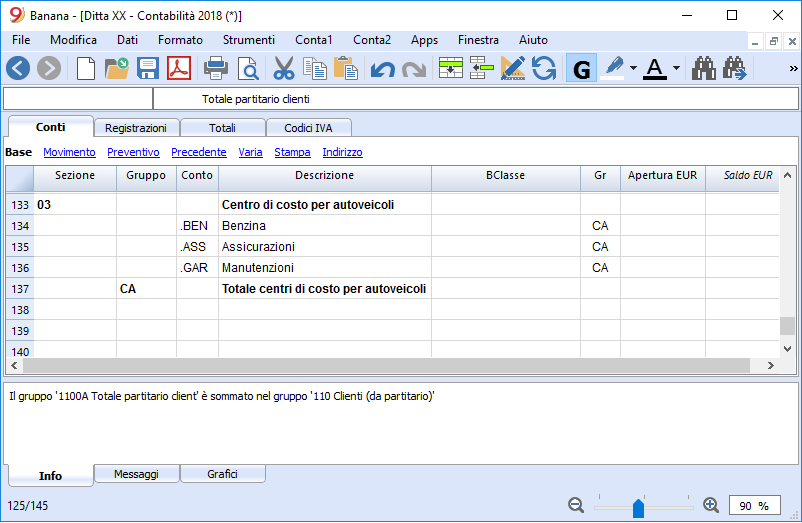 Banana - [Ditta XX - Contabilità 2018 (*)]
File Modifica Dati Formato Strumenti Conta1 Conta2 Apps Finestra Aiuto
G A »
Totale partitario clienti
Conti Registrazioni Totali Codici IVA
Base Movimento Preventivo Precedente Varia Stampa Indirizzo
Sezione Gruppo Conto Descrizione BClasse Gr Apertura EUR Saldo EUR
133 03 Centro di costo per autoveicoli
134 .BEN Benzina CA
135 .ASS Assicurazioni CA
136 .GAR Manutenzioni CA
137 CA Totale centri di costo per autoveicoli
138
139
140
Il gruppo '1100A Totale partitario client' è sommato nel gruppo '110 Clienti (da partitario)'
Info Messaggi Grafici
125/145 90 %